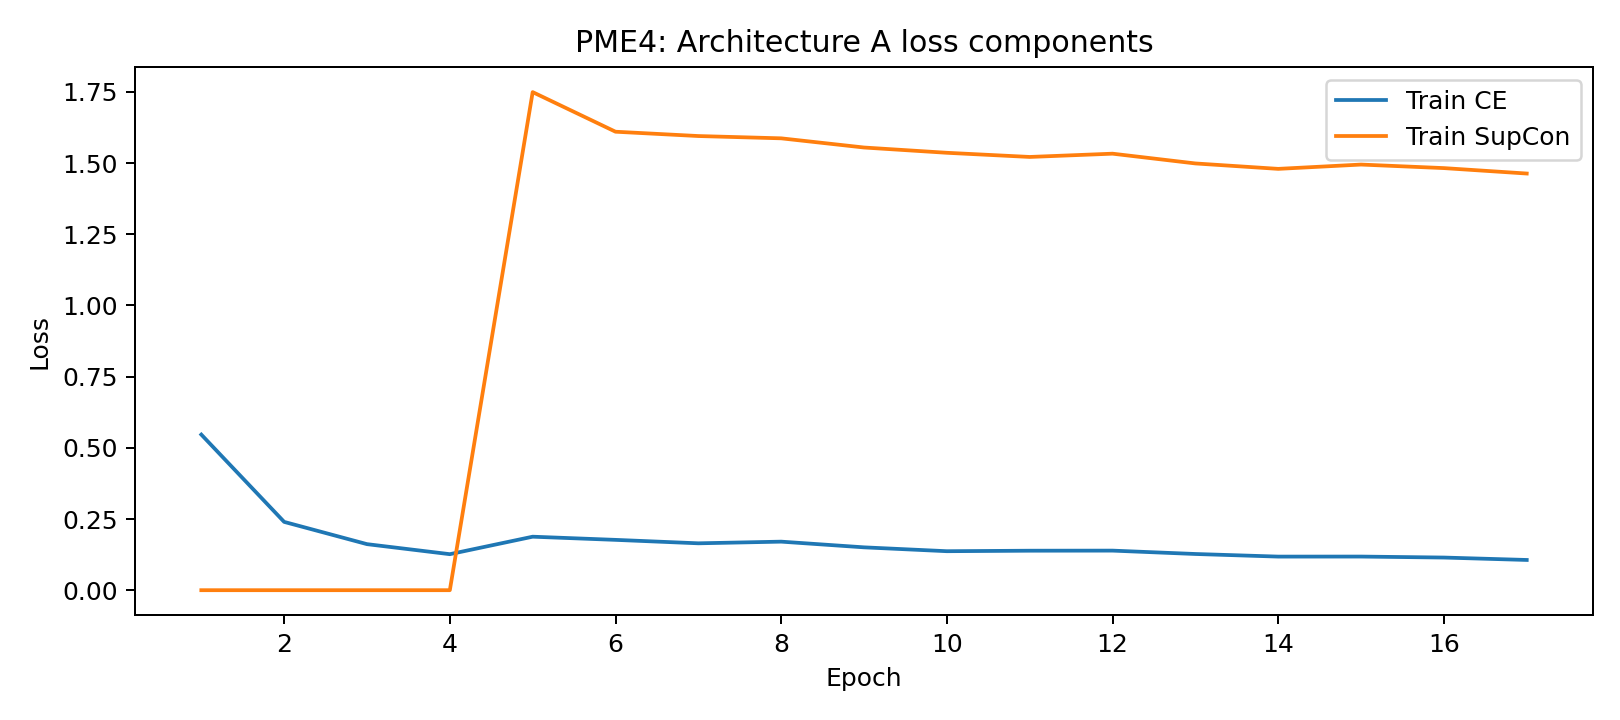 PME4: Architecture A loss components
Train CE
Train SupCon
1.75
1.50
1.25
1.00
0.75
0.50
0.25
0.00
Loss
2 4 6 8 10 12 14 16
Epoch